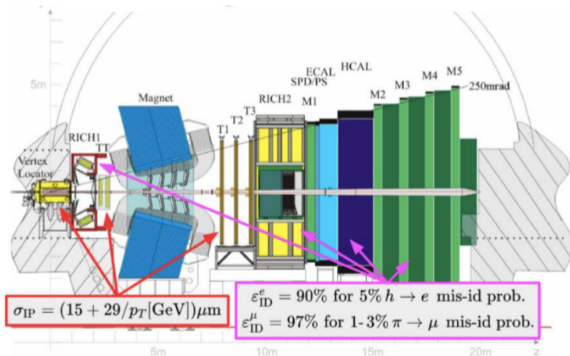 y
5m
Magnet
RICH1
TT
Vertex
Locator
T1
T2
T3
RICH2
SPD/PS
M1
ECAL
HCAL
M2
M3
M4
M5
250mrad
σ_IP = (15 + 29/p_T[GeV])μm
ε^e_ID = 90% for 5% h → e mis-id prob.
ε^μ_ID = 97% for 1-3% π → μ mis-id prob.
5m
10m
15m
20m
z